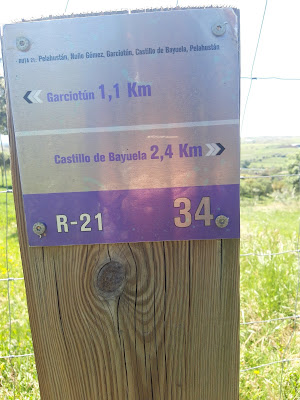 RUTA 21: Pelahustán, Nuño Gómez, Garciotún, Castillo de Bayuela, Pelahustán
Garciotún 1,1 Km
Castillo de Bayuela 2,4 Km
R-21 34